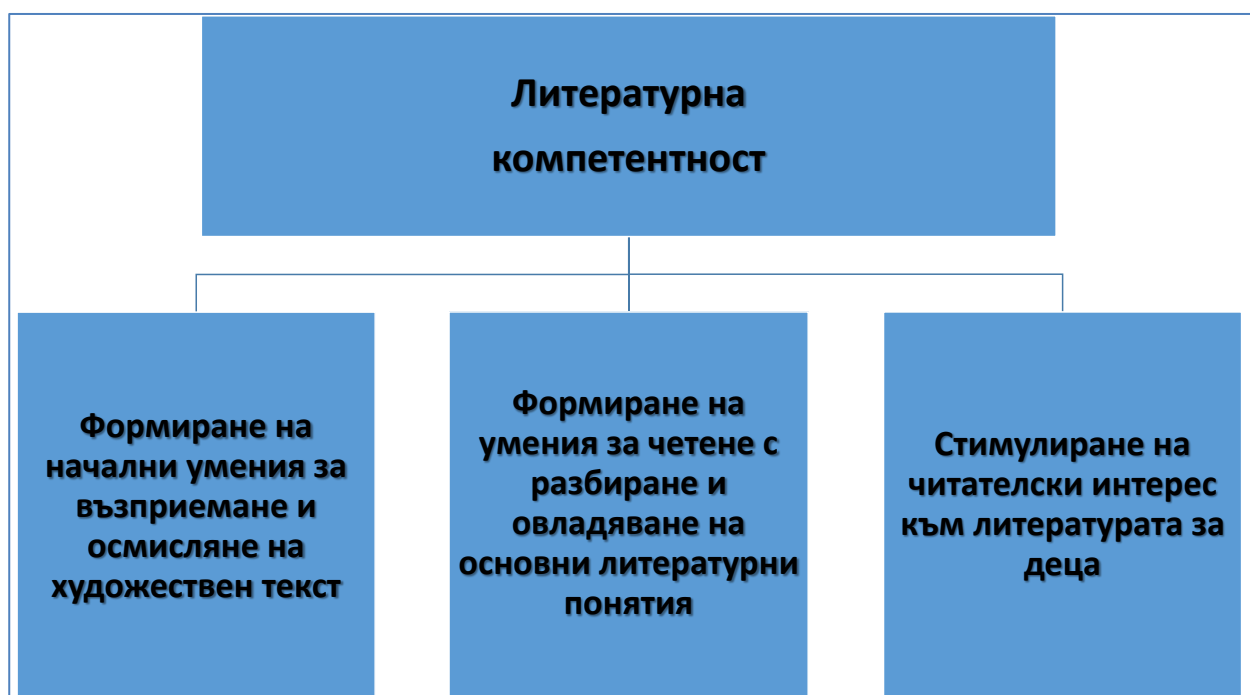 Литературна
компетентност
Формиране на
начални умения за
възприемане и
осмисляне на
художествен текст
Формиране на
умения за четене с
разбиране и
овладяване на
основни литературни
понятия
Стимулиране на
читателски интерес
към литературата за
деца